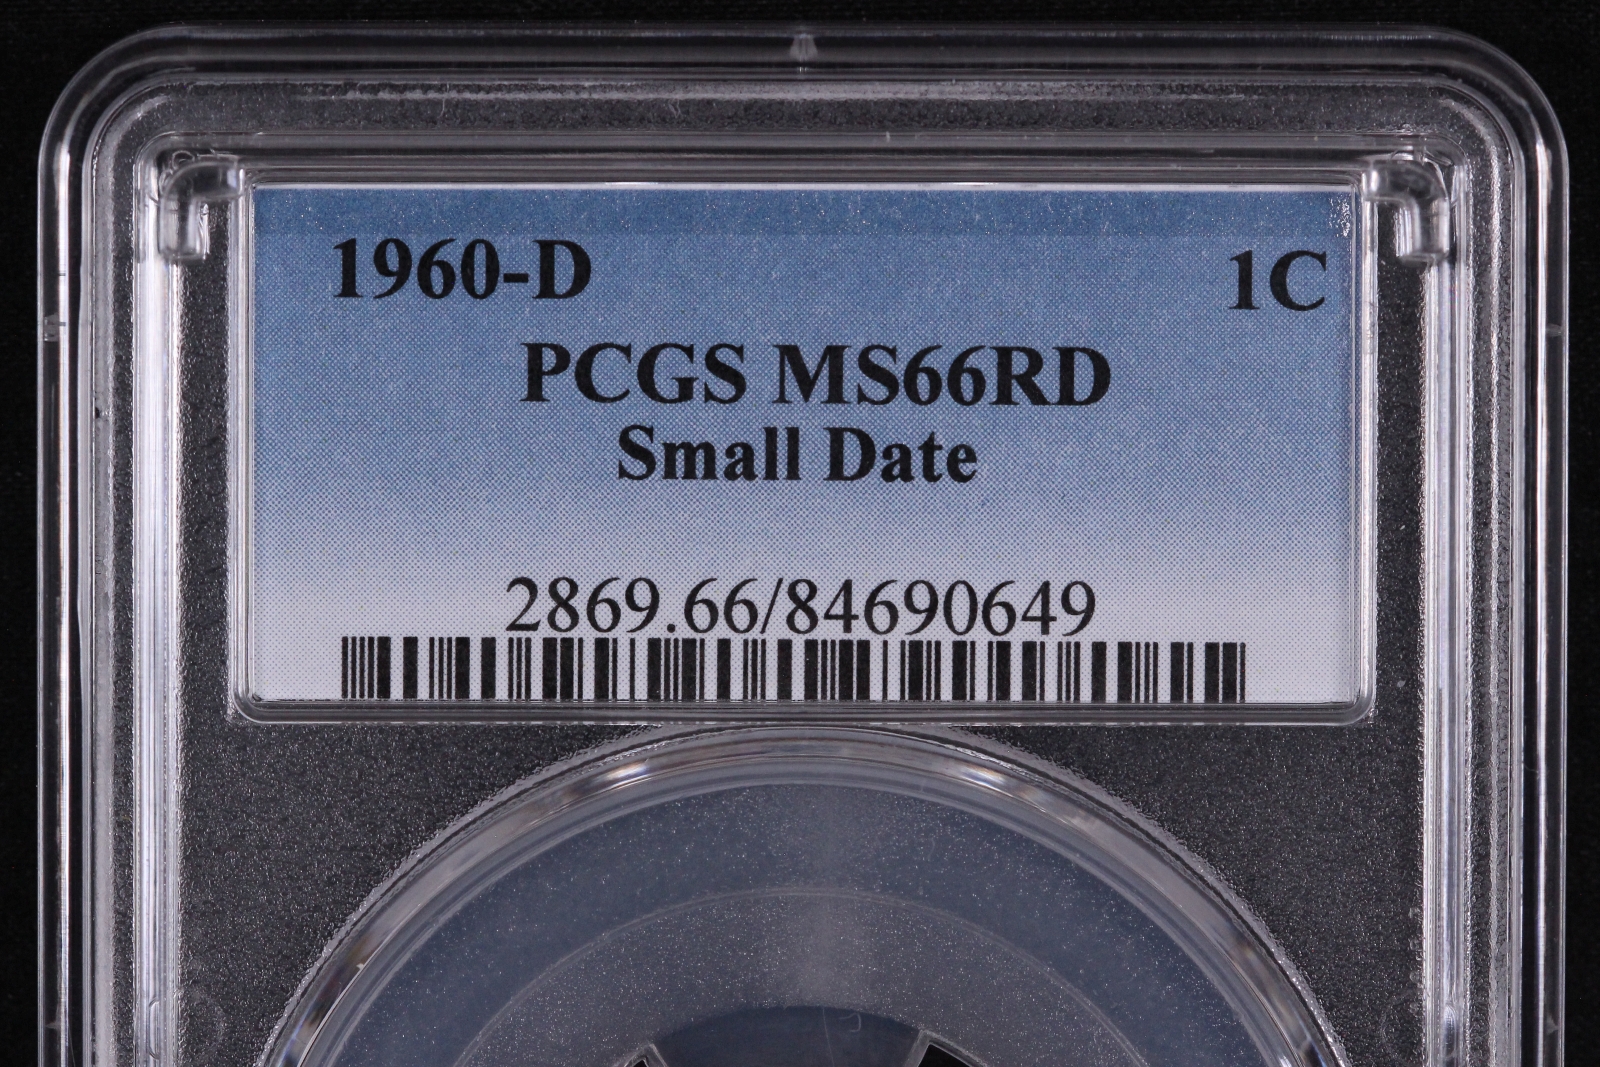 1960-D 1C
PCGS MS66RD
Small Date
2869.66/84690649